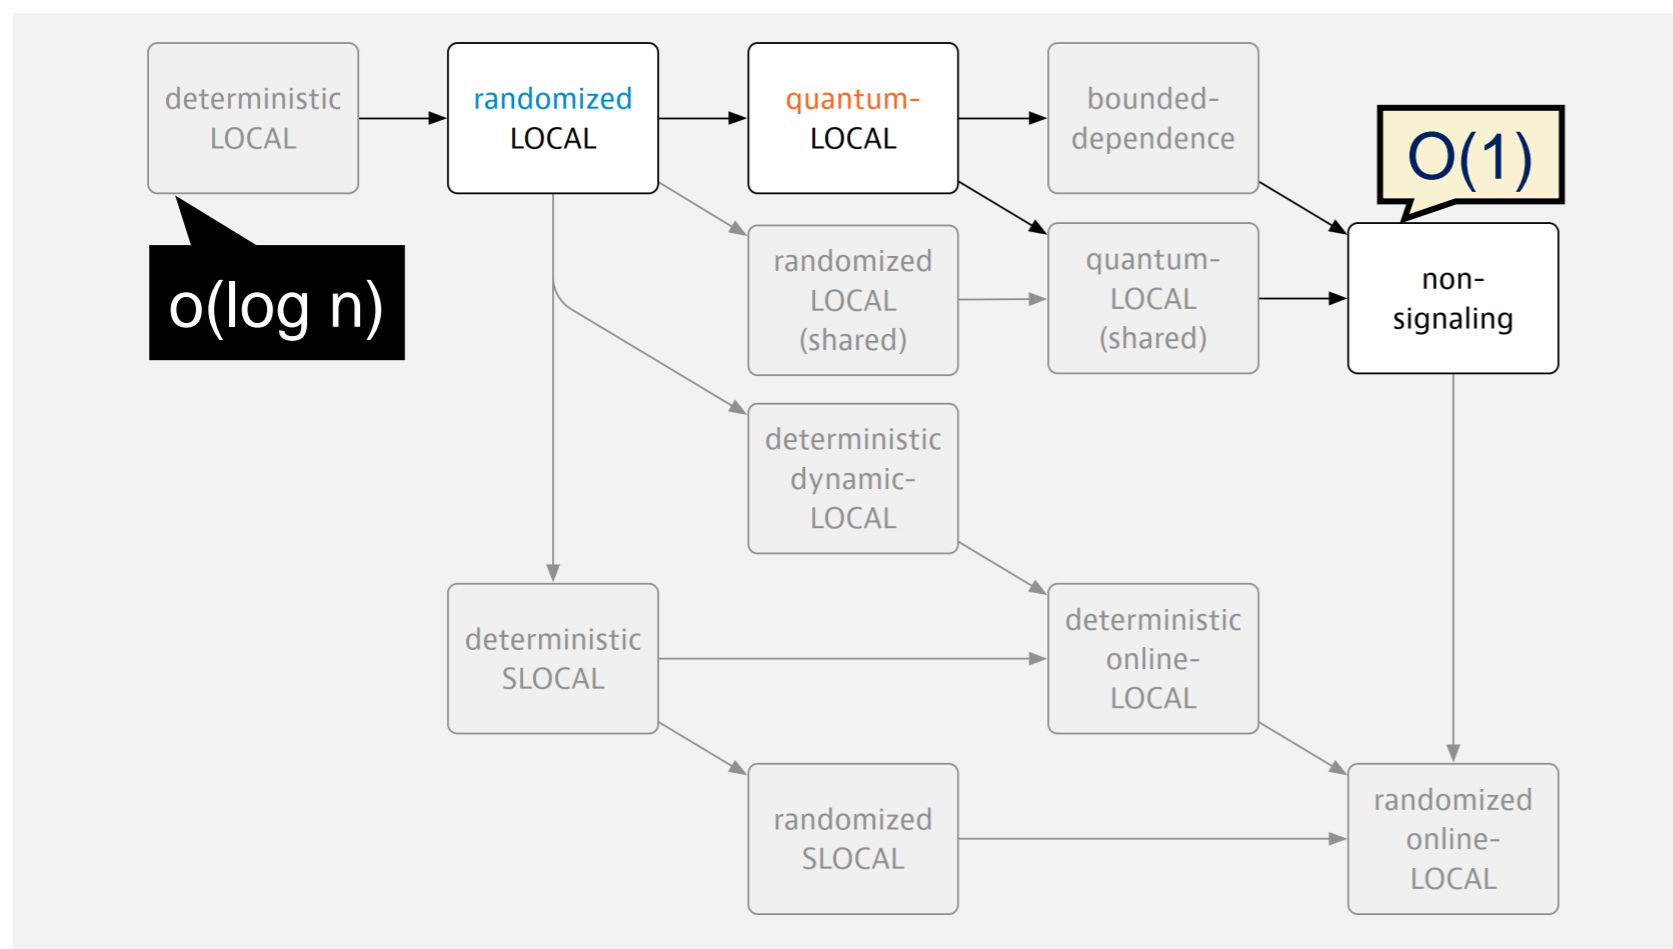 deterministic
LOCAL
randomized
LOCAL
quantum-
LOCAL
bounded-
dependence
O(1)
o(log n)
randomized
LOCAL
(shared)
quantum-
LOCAL
(shared)
non-
signaling
deterministic
dynamic-
LOCAL
deterministic
SLOCAL
deterministic
online-
LOCAL
randomized
SLOCAL
randomized
online-
LOCAL